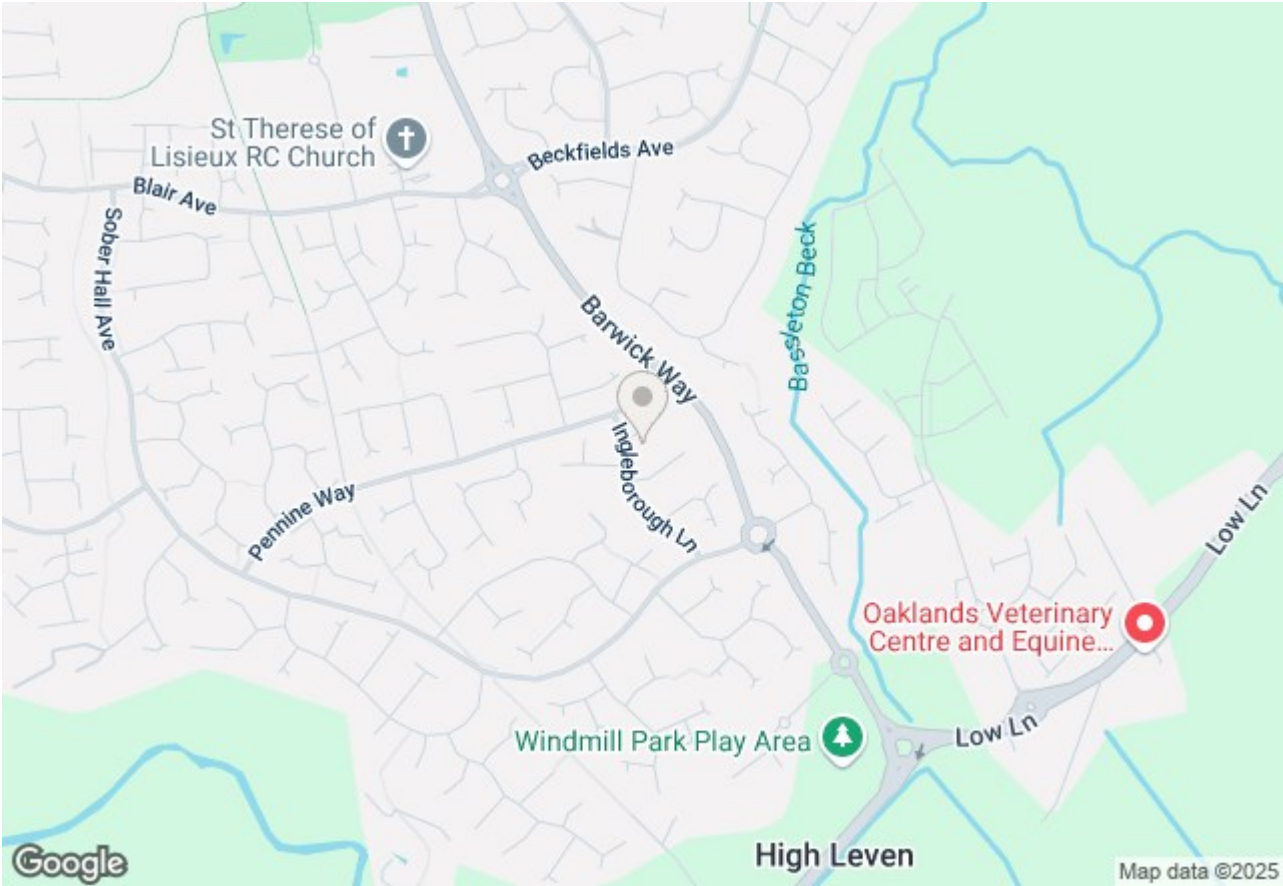 St Therese of
Lisieux RC Church
Beckfields Ave
Blair Ave
Sober Hall Ave
Bassleton Beck
Barwick Way
Ingleborough Ln
Pennine Way
Low Ln
Oaklands Veterinary
Centre and Equine...
Windmill Park Play Area
Low Ln
High Leven
Google
Map data ©2025